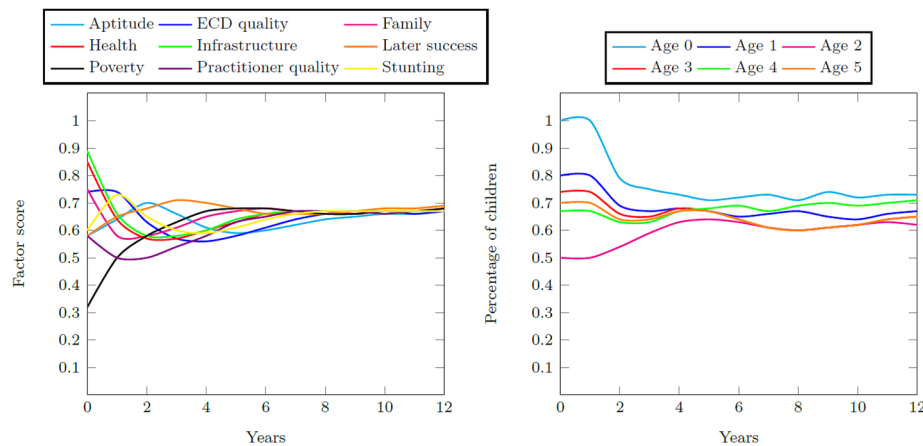 Aptitude ECD quality Family
Health Infrastructure Later success
Poverty Practitioner quality Stunting
1
0.9
0.8
0.7
0.6
0.5
0.4
0.3
0.2
0.1
0 2 4 6 8 10 12
Factor score
Years
Age 0 Age 1 Age 2
Age 3 Age 4 Age 5
1
0.9
0.8
0.7
0.6
0.5
0.4
0.3
0.2
0.1
0 2 4 6 8 10 12
Percentage of children
Years